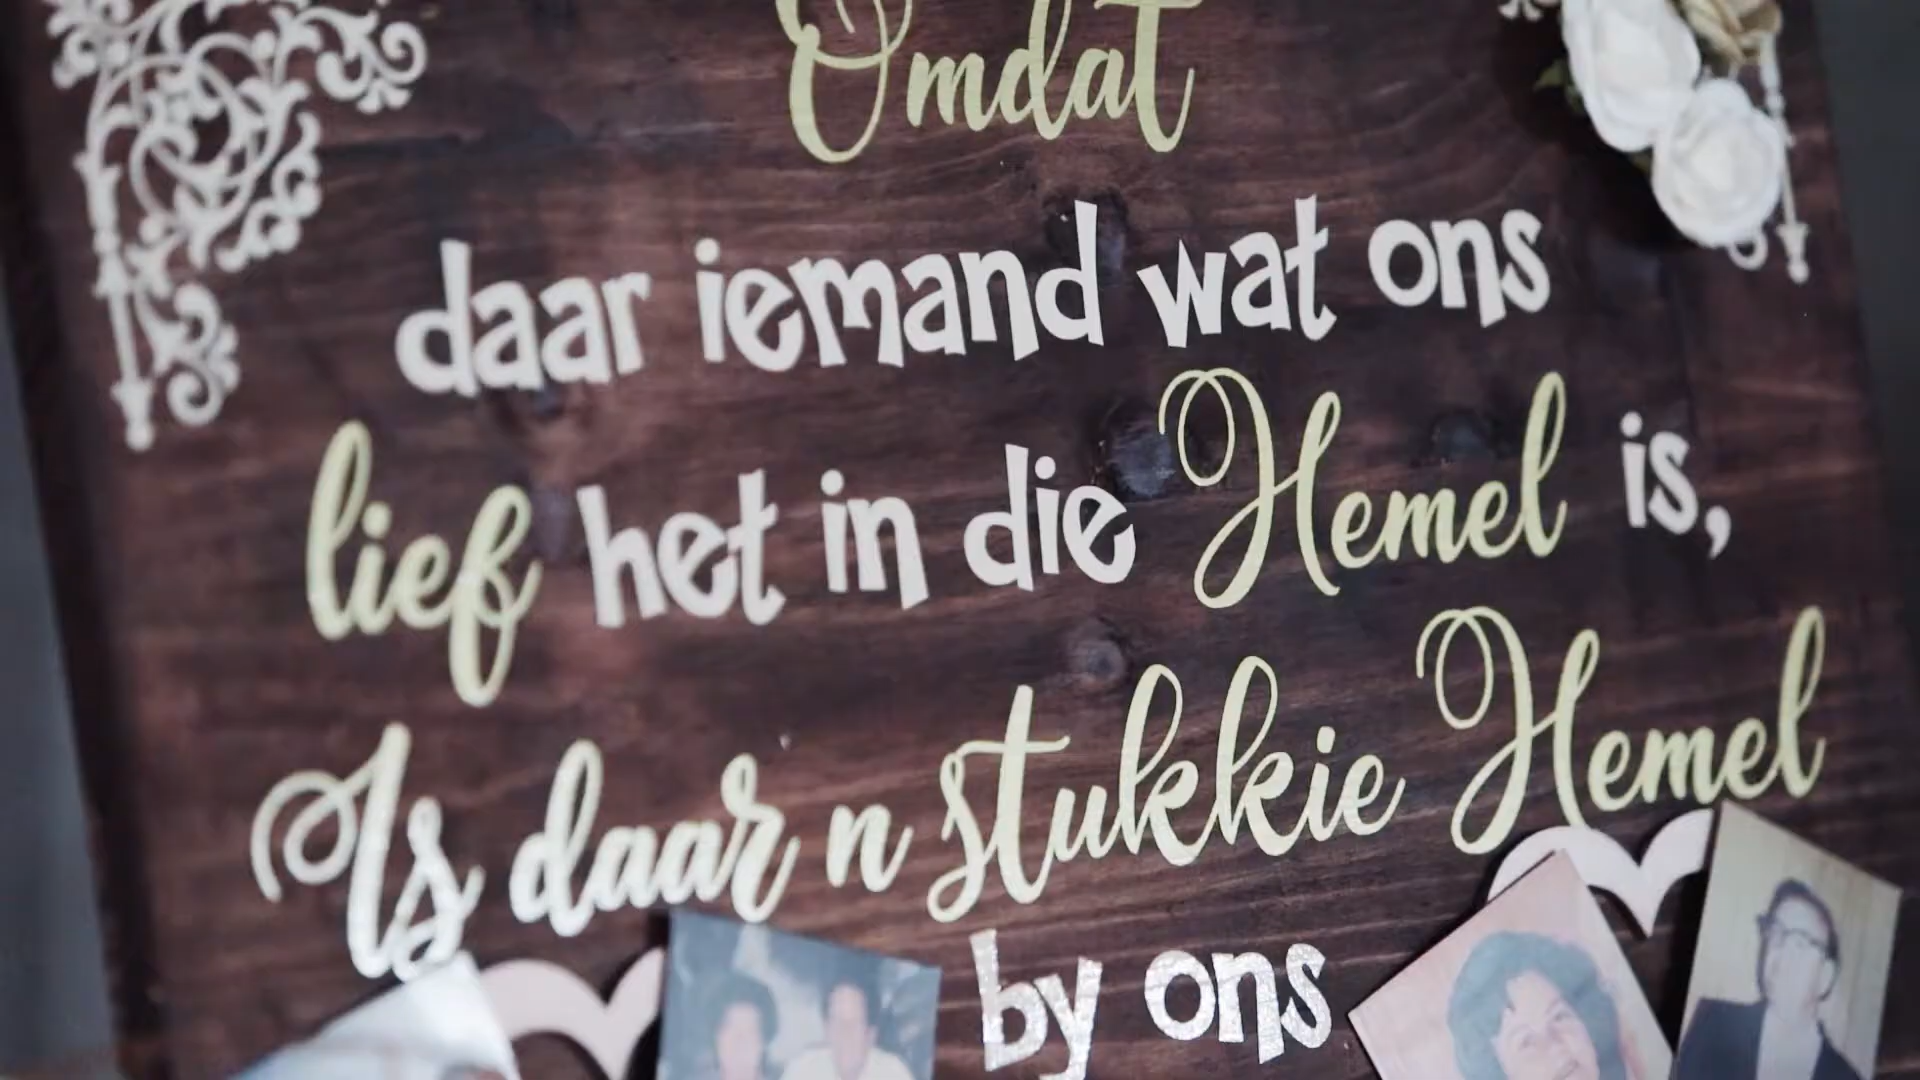 Omdat
daar iemand wat ons
lief het in die Hemel is,
Is daar n stukkie Hemel
by ons